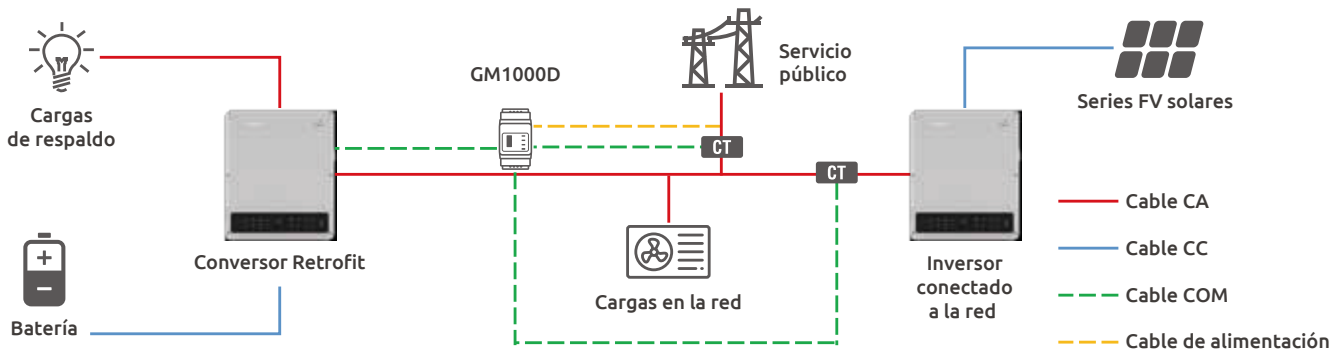 Cargas
de respaldo
Batería
Conversor Retrofit
GM1000D
Servicio
público
CT
CT
Cargas en la red
Inversor
conectado
a la red
Series FV solares
Cable CA
Cable CC
Cable COM
Cable de alimentación